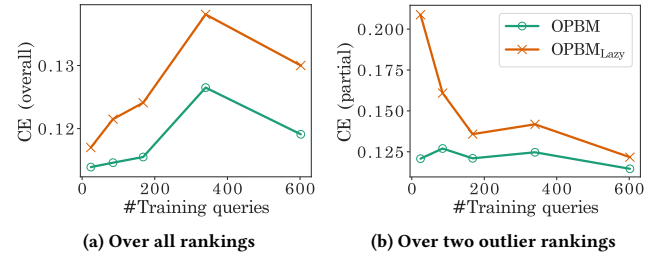 CE (overall)
0.13
0.12
0
200
400
600
#Training queries
(a) Over all rankings
CE (partial)
0.200
0.175
0.150
0.125
0
200
400
600
#Training queries
OPBM
OPBM_Lazy
(b) Over two outlier rankings